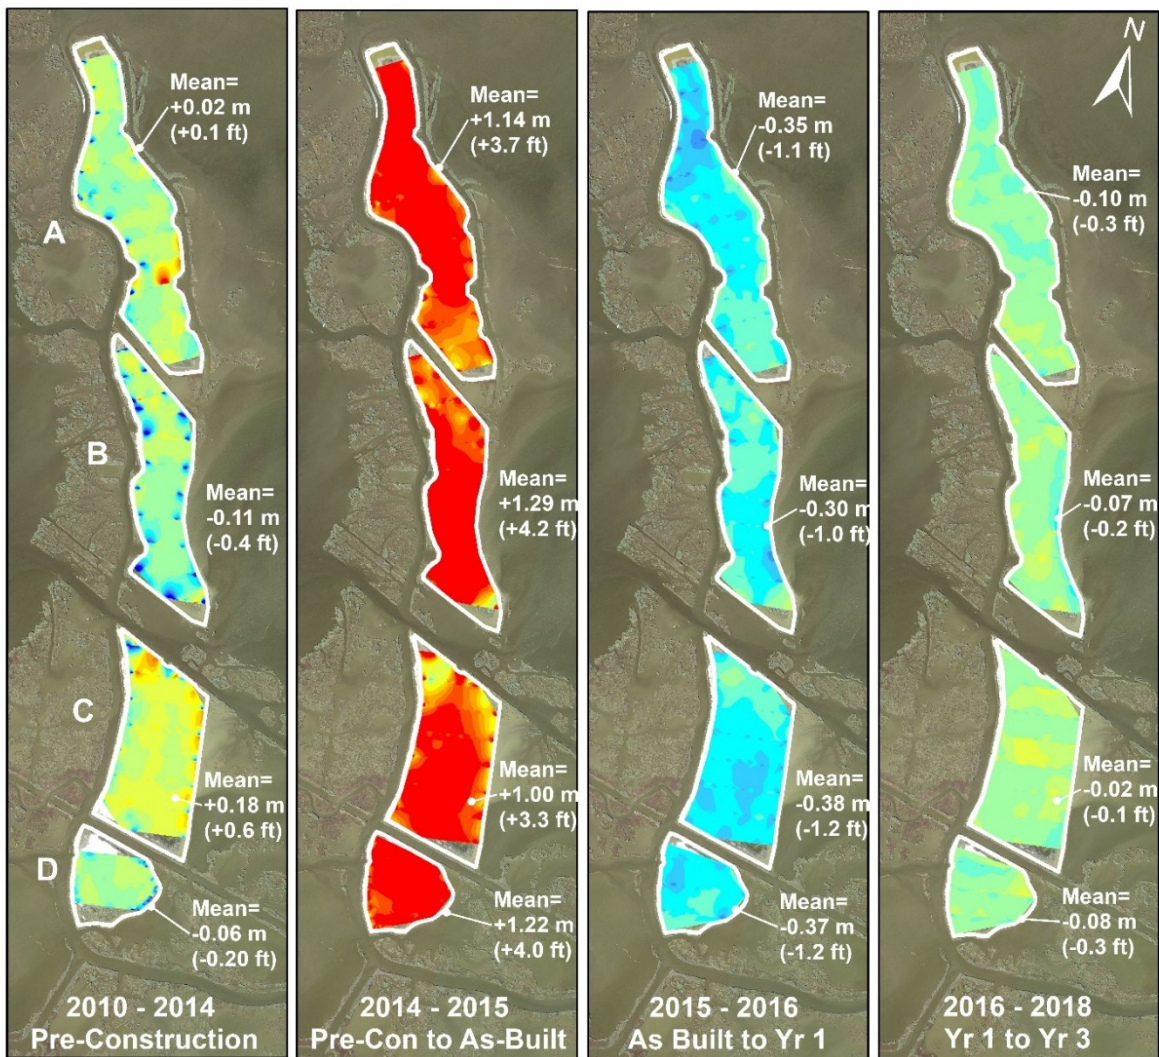 Mean=
+0.02 m
(+0.1 ft)
A
B
Mean=
-0.11 m
(-0.4 ft)
C
Mean=
+0.18 m
(+0.6 ft)
D
Mean=
-0.06 m
(-0.20 ft)
2010 - 2014
Pre-Construction
Mean=
+1.14 m
(+3.7 ft)
Mean=
+1.29 m
(+4.2 ft)
Mean=
+1.00 m
(+3.3 ft)
Mean=
+1.22 m
(+4.0 ft)
2014 - 2015
Pre-Con to As-Built
Mean=
-0.35 m
(-1.1 ft)
Mean=
-0.30 m
(-1.0 ft)
Mean=
-0.38 m
(-1.2 ft)
Mean=
-0.37 m
(-1.2 ft)
2015 - 2016
As Built to Yr 1
N
Mean=
-0.10 m
(-0.3 ft)
Mean=
-0.07 m
(-0.2 ft)
Mean=
-0.02 m
(-0.1 ft)
Mean=
-0.08 m
(-0.3 ft)
2016 - 2018
Yr 1 to Yr 3